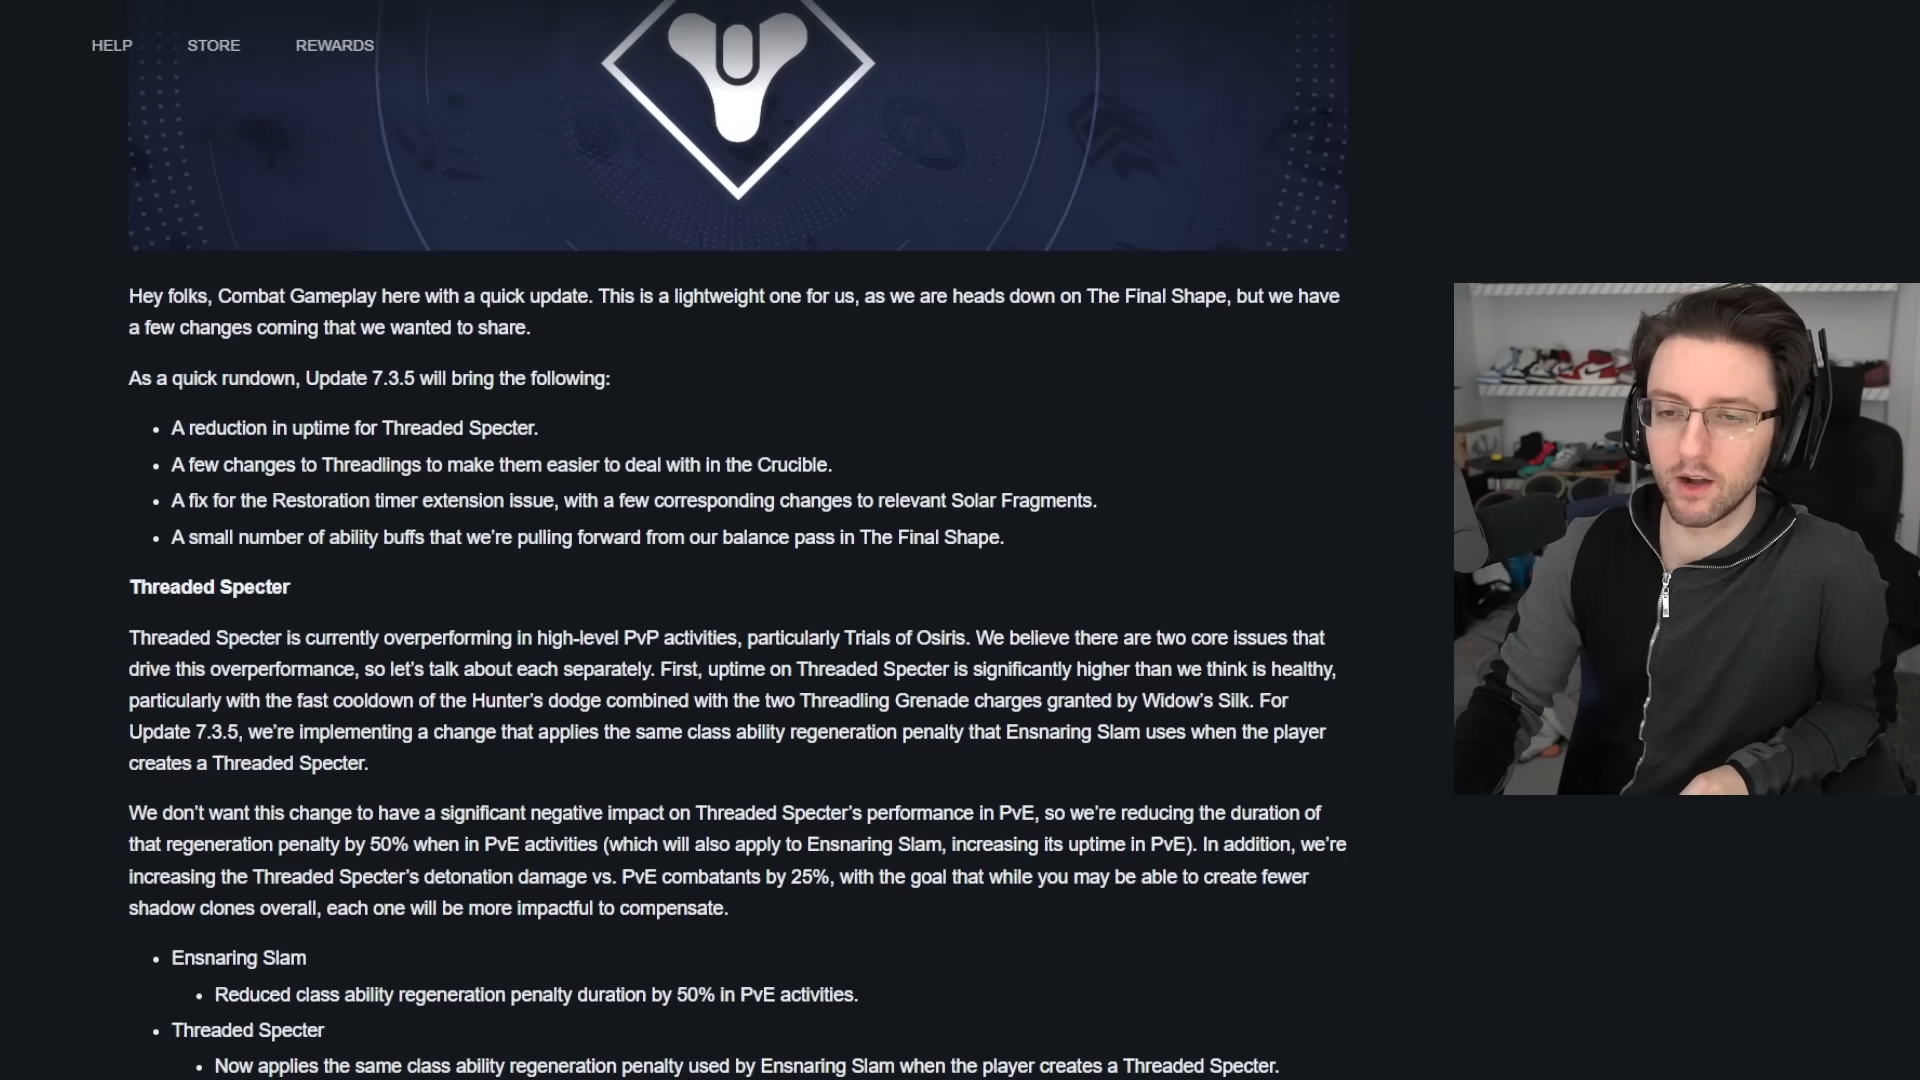 HELP STORE REWARDS
Hey folks, Combat Gameplay here with a quick update. This is a lightweight one for us, as we are heads down on The Final Shape, but we have
a few changes coming that we wanted to share.
As a quick rundown, Update 7.3.5 will bring the following:
• A reduction in uptime for Threaded Specter.
• A few changes to Threadlings to make them easier to deal with in the Crucible.
• A fix for the Restoration timer extension issue, with a few corresponding changes to relevant Solar Fragments.
• A small number of ability buffs that we’re pulling forward from our balance pass in The Final Shape.
Threaded Specter
Threaded Specter is currently overperforming in high-level PvP activities, particularly Trials of Osiris. We believe there are two core issues that
drive this overperformance, so let’s talk about each separately. First, uptime on Threaded Specter is significantly higher than we think is healthy,
particularly with the fast cooldown of the Hunter’s dodge combined with the two Threadling Grenade charges granted by Widow’s Silk. For
Update 7.3.5, we’re implementing a change that applies the same class ability regeneration penalty that Ensnaring Slam uses when the player
creates a Threaded Specter.
We don’t want this change to have a significant negative impact on Threaded Specter’s performance in PvE, so we’re reducing the duration of
that regeneration penalty by 50% when in PvE activities (which will also apply to Ensnaring Slam, increasing its uptime in PvE). In addition, we’re
increasing the Threaded Specter’s detonation damage vs. PvE combatants by 25%, with the goal that while you may be able to create fewer
shadow clones overall, each one will be more impactful to compensate.
• Ensnaring Slam
• Reduced class ability regeneration penalty duration by 50% in PvE activities.
• Threaded Specter
• Now applies the same class ability regeneration penalty used by Ensnaring Slam when the player creates a Threaded Specter.